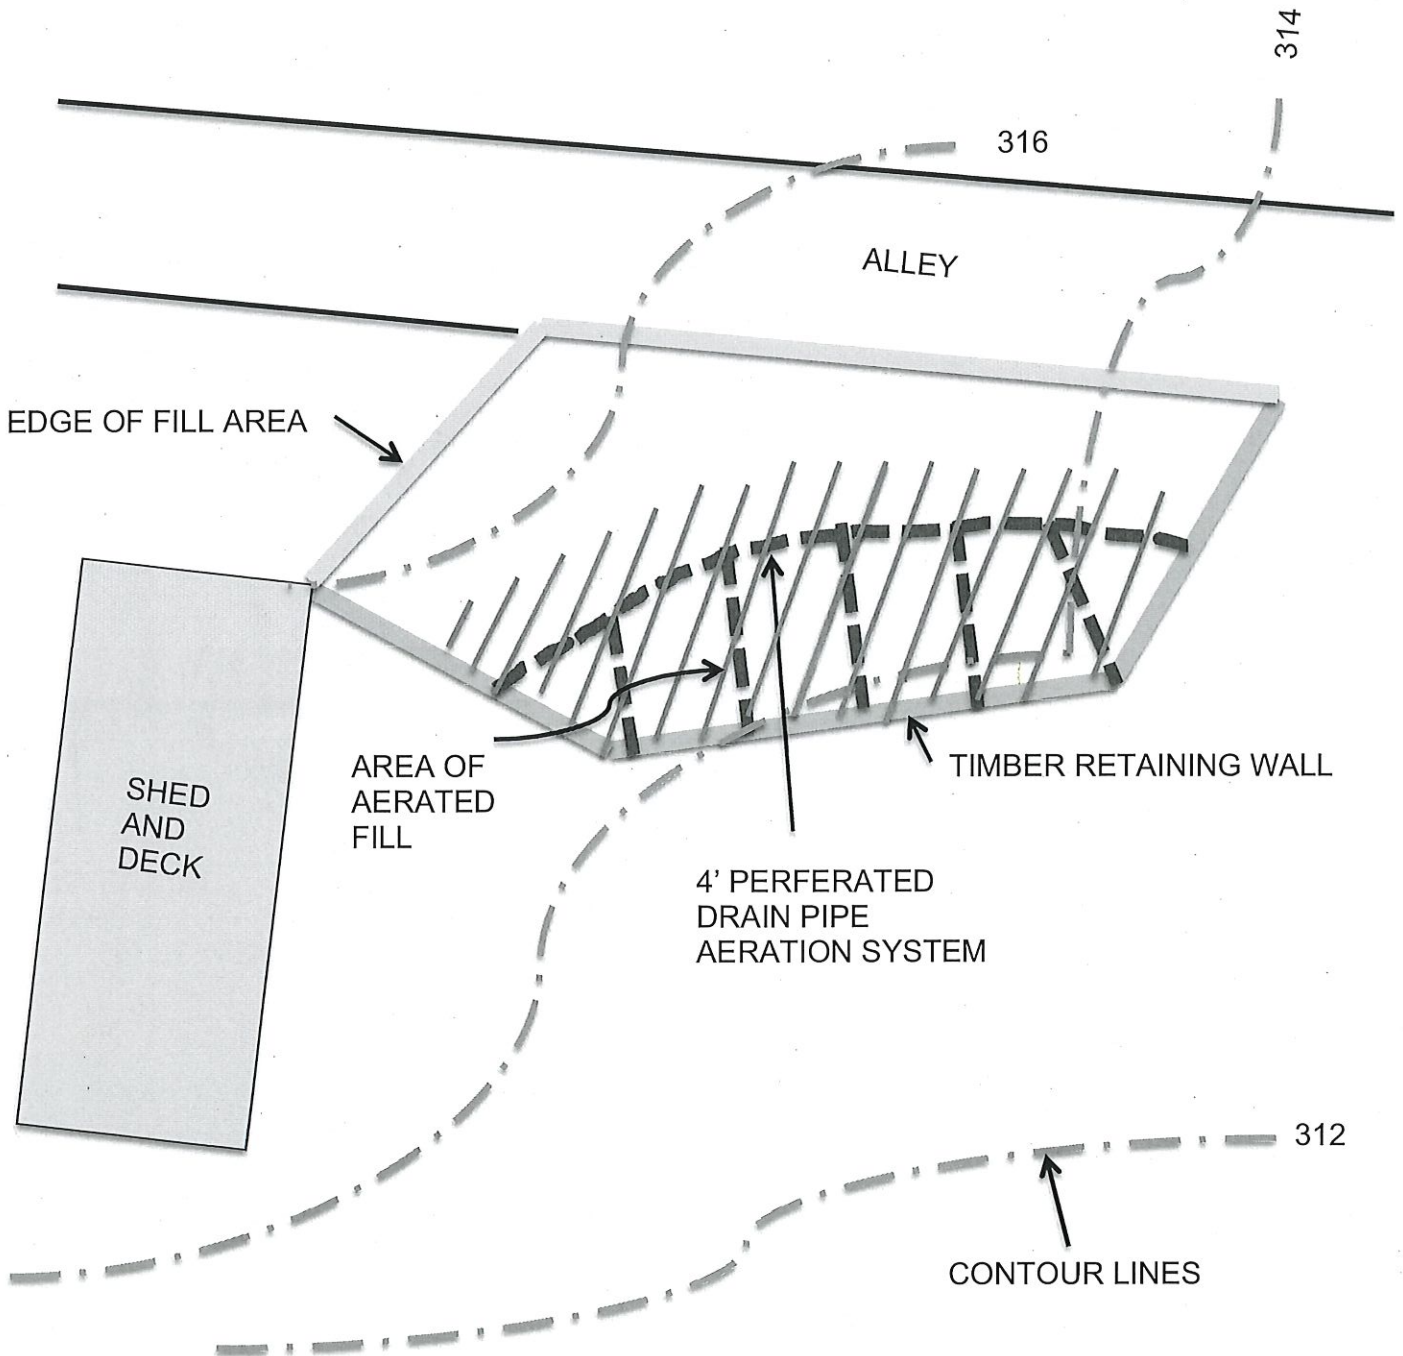 314
316
ALLEY
EDGE OF FILL AREA
SHED
AND
DECK
AREA OF
AERATED
FILL
TIMBER RETAINING WALL
4' PERFERATED
DRAIN PIPE
AERATION SYSTEM
312
CONTOUR LINES